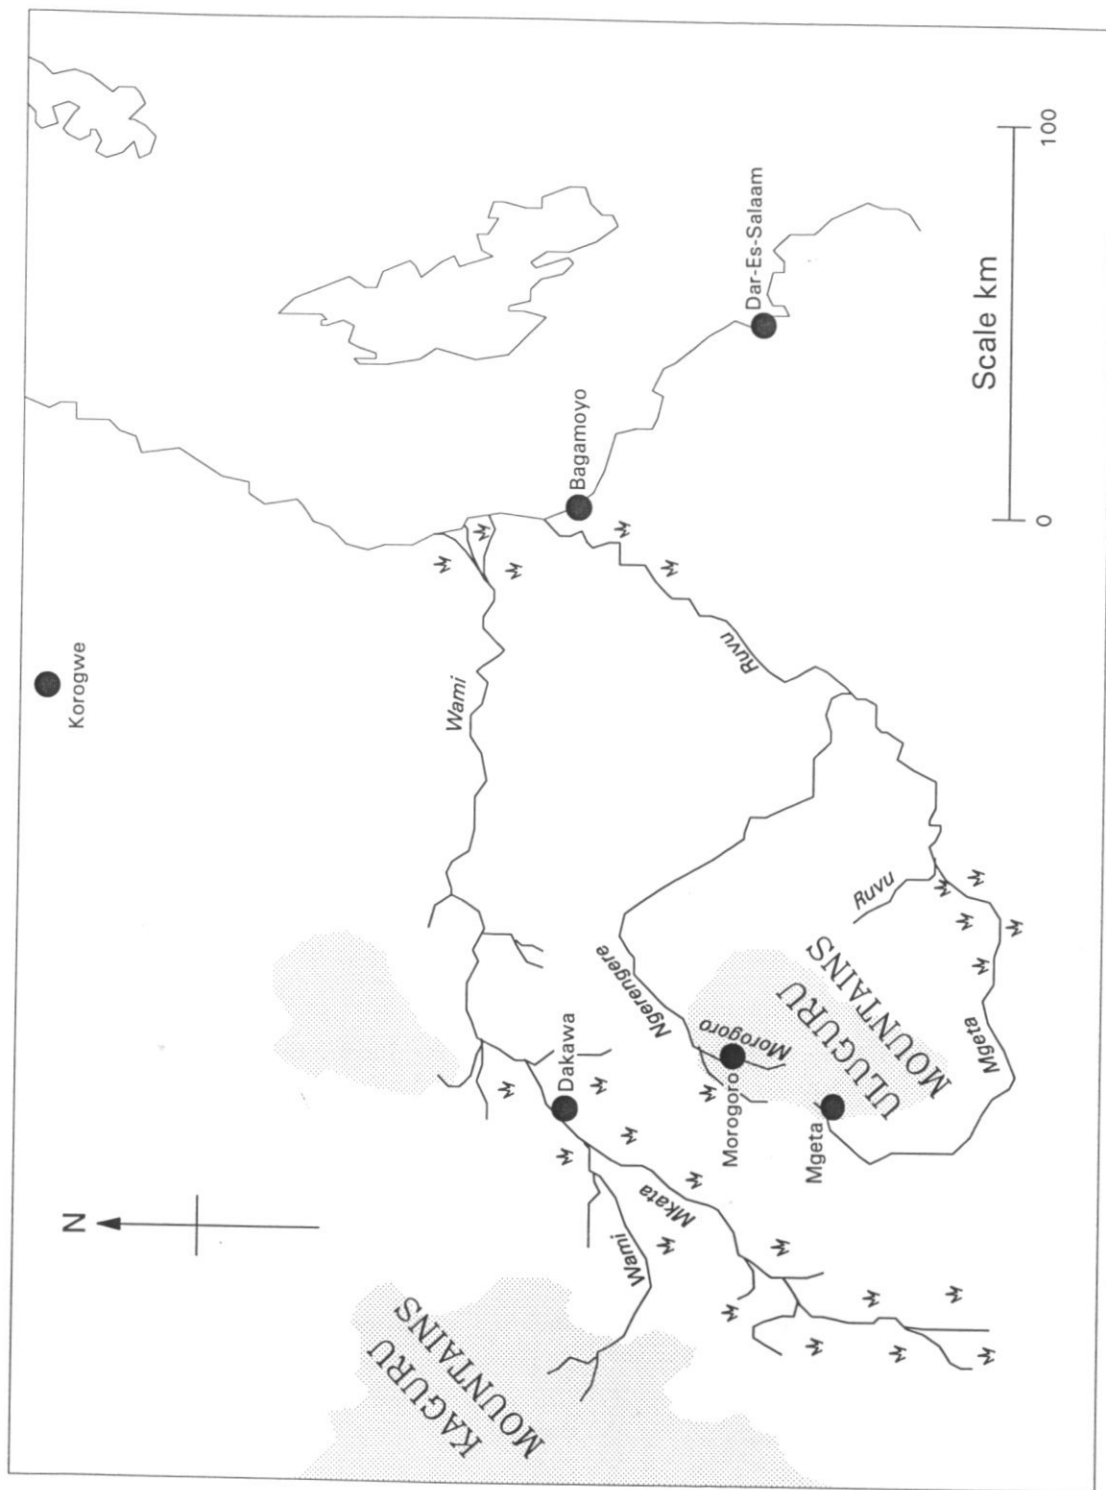 N
Korogwe
Wami
Bagamoyo
Dar-Es-Salaam
Ruvu
KAGURU
MOUNTAINS
Wami
Mkata
Dakawa
Ngerengere
Morogoro
Morogoro
Mgeta
ULUGURU
MOUNTAINS
Ruvu
Mgeta
Scale km
0
100